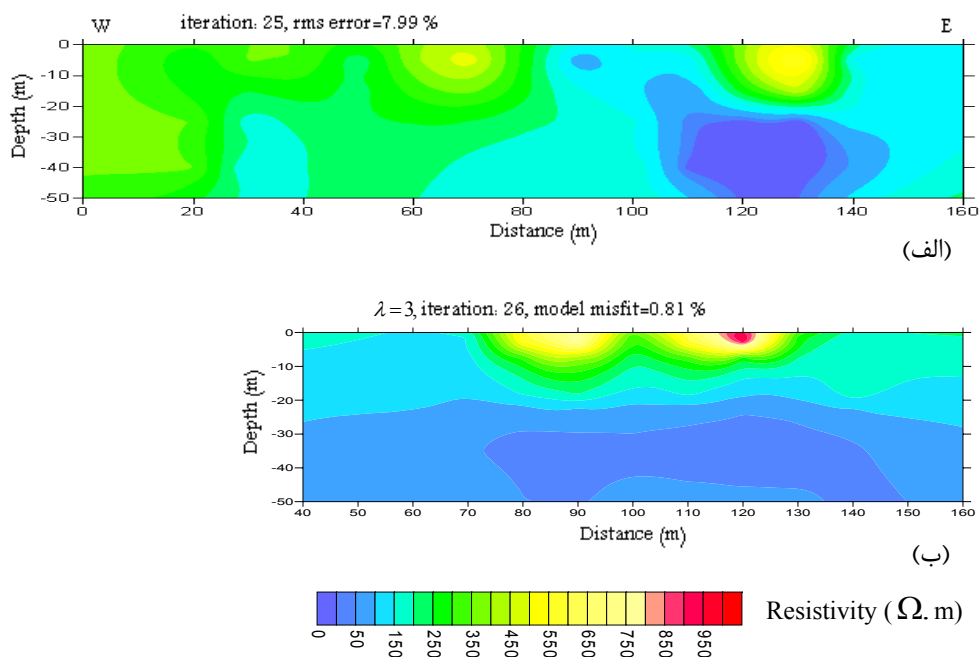 W iteration: 25, rms error=7.99 % E
0
-10
-20
-30
-40
-50
Depth (m)
0 20 40 60 80 100 120 140 160
Distance (m)
(الف)
λ=3, iteration: 26, model misfit=0.81 %
0
-10
-20
-30
-40
-50
Depth (m)
40 50 60 70 80 90 100 110 120 130 140 150 160
Distance (m)
(ب)
Resistivity (Ω. m)
0 50 150 250 350 450 550 650 750 850 950